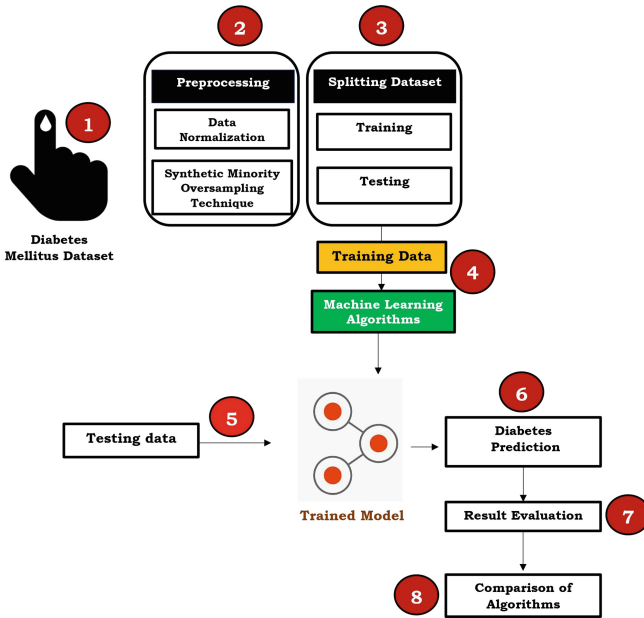 1
Diabetes
Mellitus Dataset
2
Preprocessing
Data
Normalization
Synthetic Minority
Oversampling
Technique
3
Splitting Dataset
Training
Testing
Training Data
4
Machine Learning
Algorithms
5
Testing data
Trained Model
6
Diabetes
Prediction
Result Evaluation
7
8
Comparison of
Algorithms